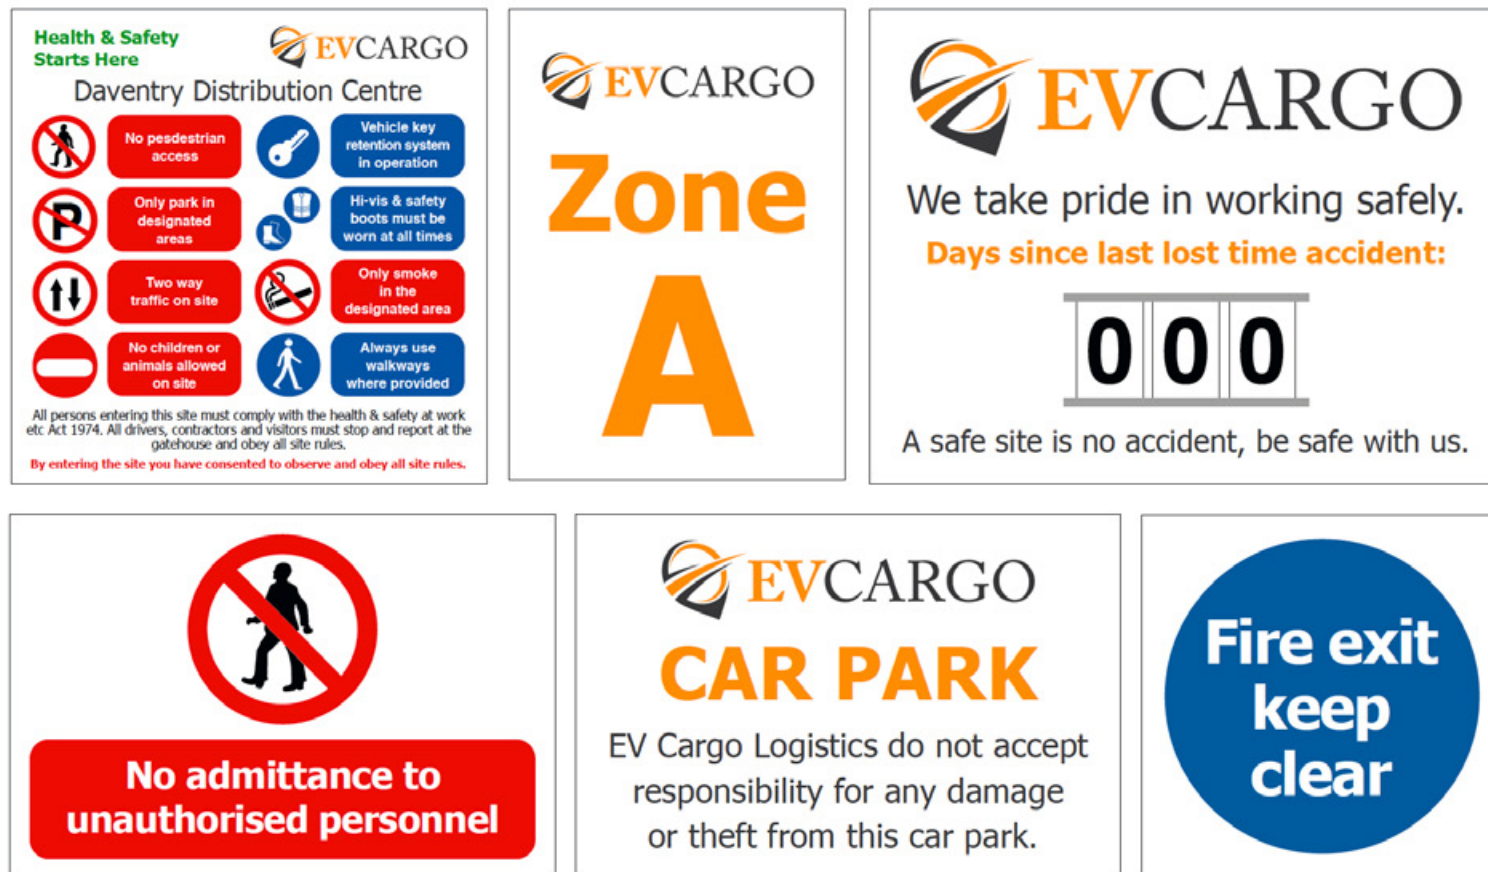 Health & Safety
Starts Here
EVCARGO
Daventry Distribution Centre
No pesdestrian
access
Vehicle key
retention system
in operation
P
Only park in
designated
areas
Hi-vis & safety
boots must be
worn at all times
Two way
traffic on site
Only smoke
in the
designated area
No children or
animals allowed
on site
Always use
walkways
where provided
All persons entering this site must comply with the health & safety at work
etc Act 1974. All drivers, contractors and visitors must stop and report at the
gatehouse and obey all site rules.
By entering the site you have consented to observe and obey all site rules.
EVCARGO
Zone
A
EVCARGO
We take pride in working safely.
Days since last lost time accident:
0 0 0
A safe site is no accident, be safe with us.
No admittance to
unauthorised personnel
EVCARGO
CAR PARK
EV Cargo Logistics do not accept
responsibility for any damage
or theft from this car park.
Fire exit
keep
clear